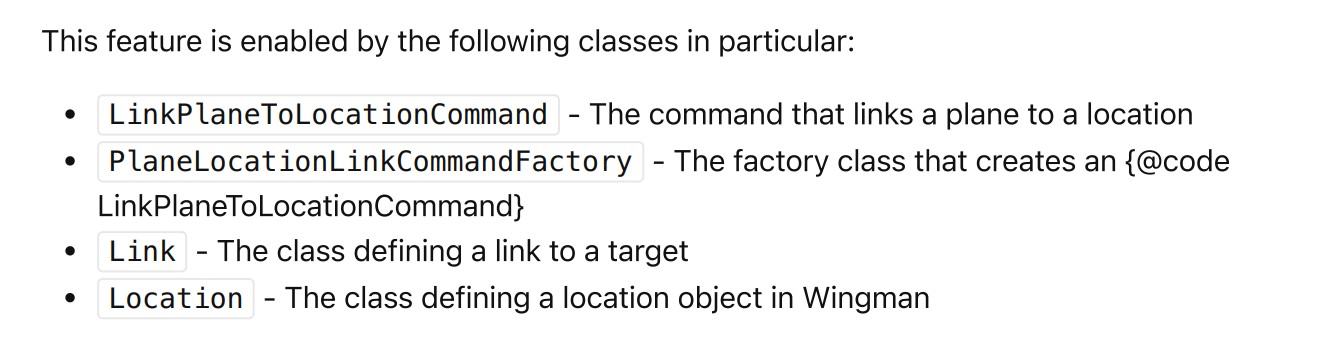 This feature is enabled by the following classes in particular:
• LinkPlaneToLocationCommand - The command that links a plane to a location
• PlaneLocationLinkCommandFactory - The factory class that creates an {@code
LinkPlaneToLocationCommand}
• Link - The class defining a link to a target
• Location - The class defining a location object in Wingman